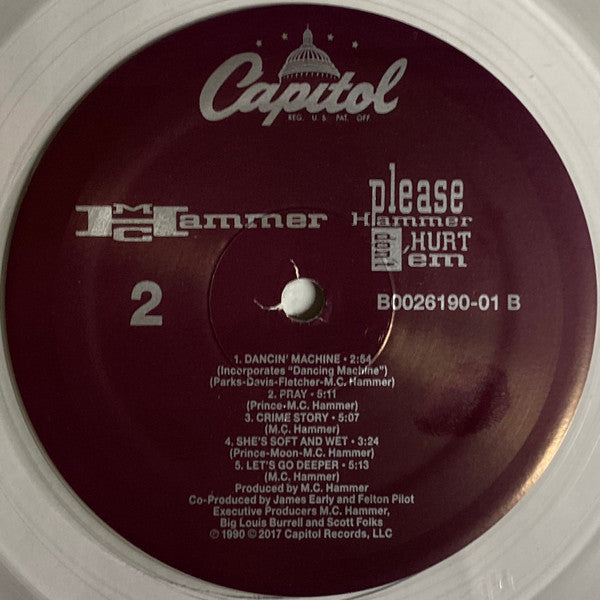 Capitol
REG. U.S. PAT. OFF.
MC Hammer
please
Hammer
don't HURT
'em
2
B0026190-01 B
1. DANCIN' MACHINE • 2:54
(Incorporates "Dancing Machine")
(Parks-Davis-Fletcher-M.C. Hammer)
2. PRAY • 5:11
(Prince-M.C. Hammer)
3. CRIME STORY • 5:07
(M.C. Hammer)
4. SHE'S SOFT AND WET • 3:24
(Prince-Moon-M.C. Hammer)
5. LET'S GO DEEPER • 5:13
(M.C. Hammer)
Produced by M.C. Hammer
Co-Produced by James Early and Felton Pilot
Executive Producers M.C. Hammer,
Big Louis Burrell and Scott Folks
℗ 1990 © 2017 Capitol Records, LLC